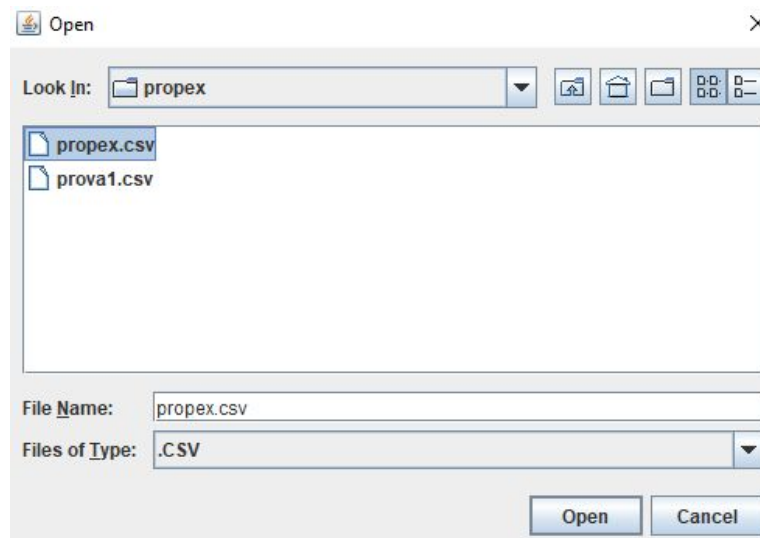 Open
Look In: propex
propex.csv
prova1.csv
File Name: propex.csv
Files of Type: .CSV
Open Cancel